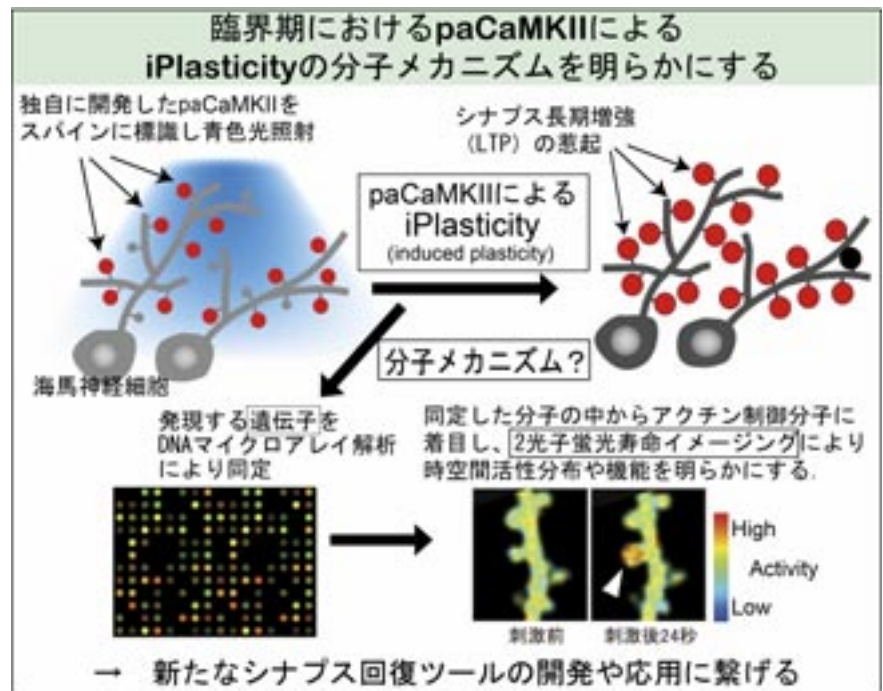 臨界期におけるpaCaMKIIによる
iPlasticityの分子メカニズムを明らかにする
独自に開発したpaCaMKIIを
スパインに標識し青色光照射
シナプス長期増強
（LTP）の惹起
paCaMKIIによる
iPlasticity
(induced plasticity)
分子メカニズム？
海馬神経細胞
発現する遺伝子を
DNAマイクロアレイ解析
により同定
同定した分子の中からアクチン制御分子に
着目し、2光子蛍光寿命イメージングにより
時空間活性分布や機能を明らかにする.
High
Activity
Low
刺激前
刺激後24秒
→ 新たなシナプス回復ツールの開発や応用に繋げる